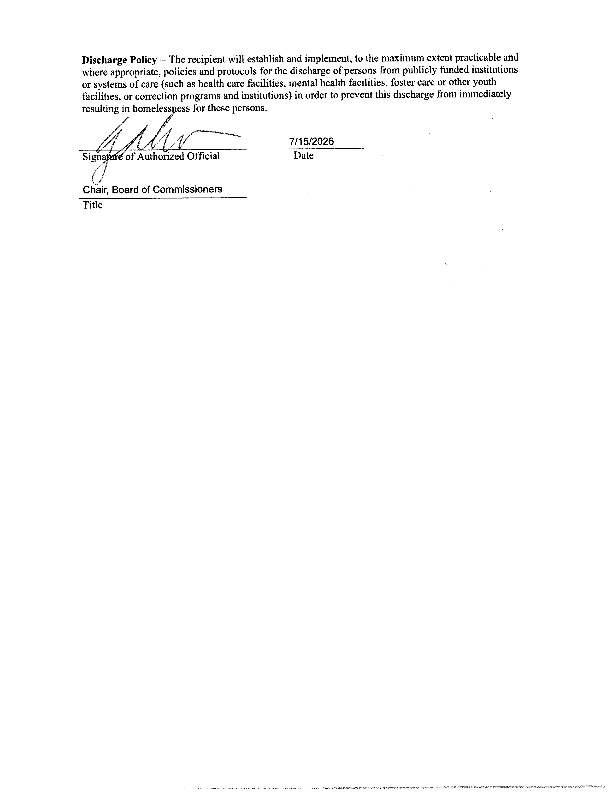 Discharge Policy – The recipient will establish and implement, to the maximum extent practicable and
where appropriate, policies and protocols for the discharge of persons from publicly funded institutions
or systems of care (such as health care facilities, mental health facilities, foster care or other youth
facilities, or correction programs and institutions) in order to prevent this discharge from immediately
resulting in homelessness for these persons.
7/15/2026
Signature of Authorized Official Date
Chair, Board of Commissioners
Title